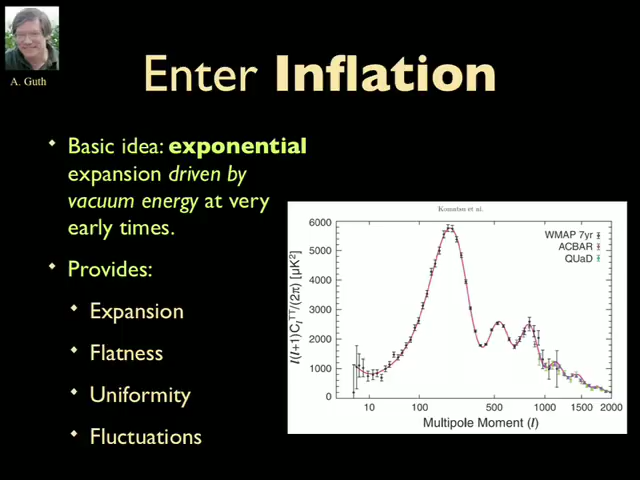 A. Guth
Enter Inflation
Basic idea: exponential
expansion driven by
vacuum energy at very
early times.
Provides:
Expansion
Flatness
Uniformity
Fluctuations
Komatsu et al.
6000
5000
4000
3000
2000
1000
0
l(l+1)C_l^TT/(2π) [μK²]
WMAP 7yr
ACBAR
QUaD
10 100 500 1000 1500 2000
Multipole Moment (l)